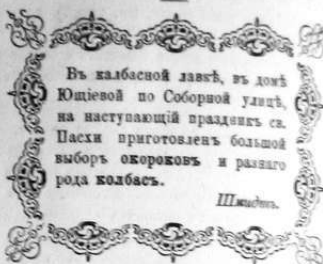 Въ калбасной лавкѣ, въ домѣ
Ющіевой по Соборной улицѣ,
на наступающій праздникъ св.
Пасхи приготовленъ большой
выборъ окороковъ и разнаго
рода колбасъ.
Шмидтъ.